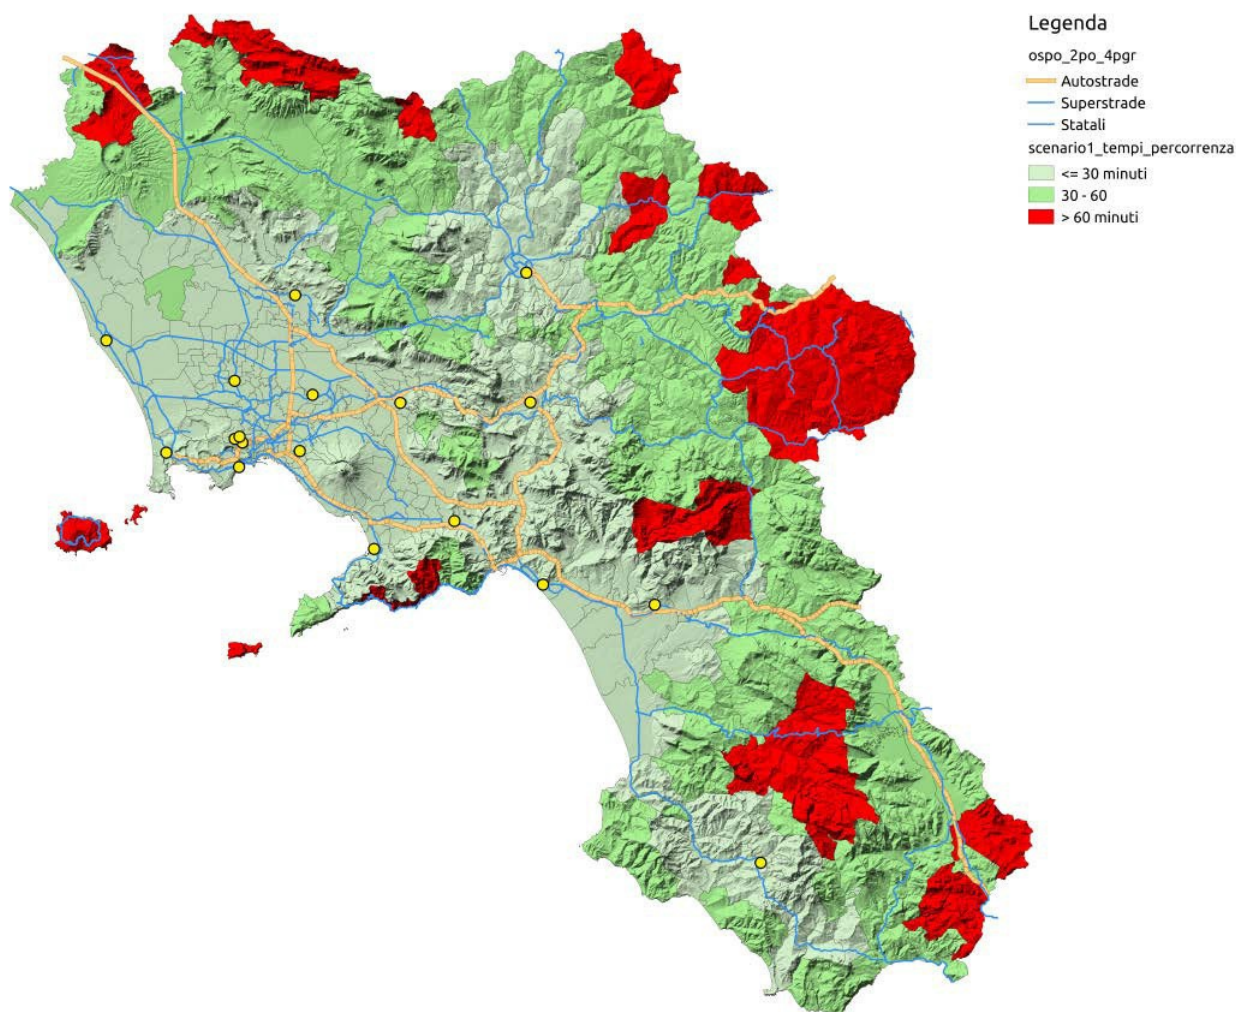 Legenda
ospo_2po_4pgr
Autostrade
Superstrade
Statali
scenario1_tempi_percorrenza
<= 30 minuti
30 - 60
> 60 minuti